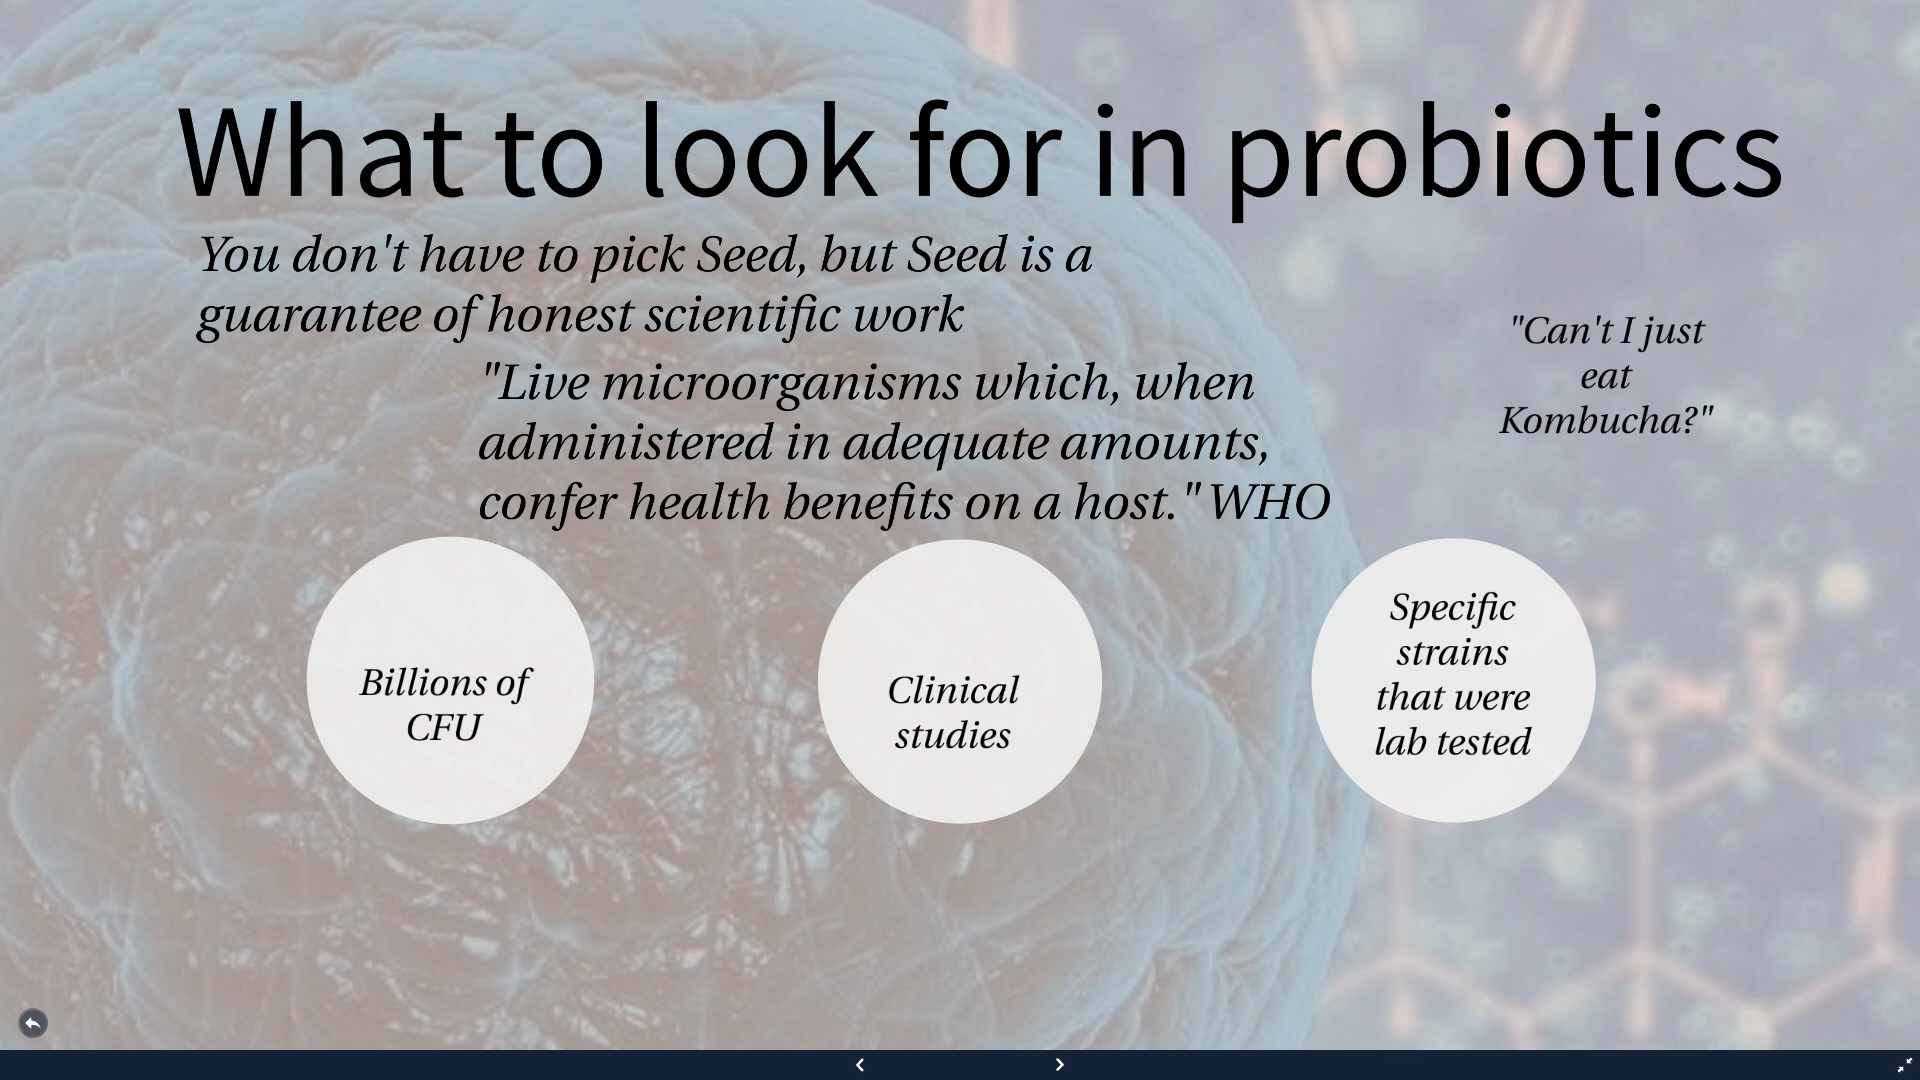 What to look for in probiotics
You don't have to pick Seed, but Seed is a
guarantee of honest scientific work
"Live microorganisms which, when
administered in adequate amounts,
confer health benefits on a host." WHO
"Can't I just
eat
Kombucha?"
Billions of
CFU
Clinical
studies
Specific
strains
that were
lab tested